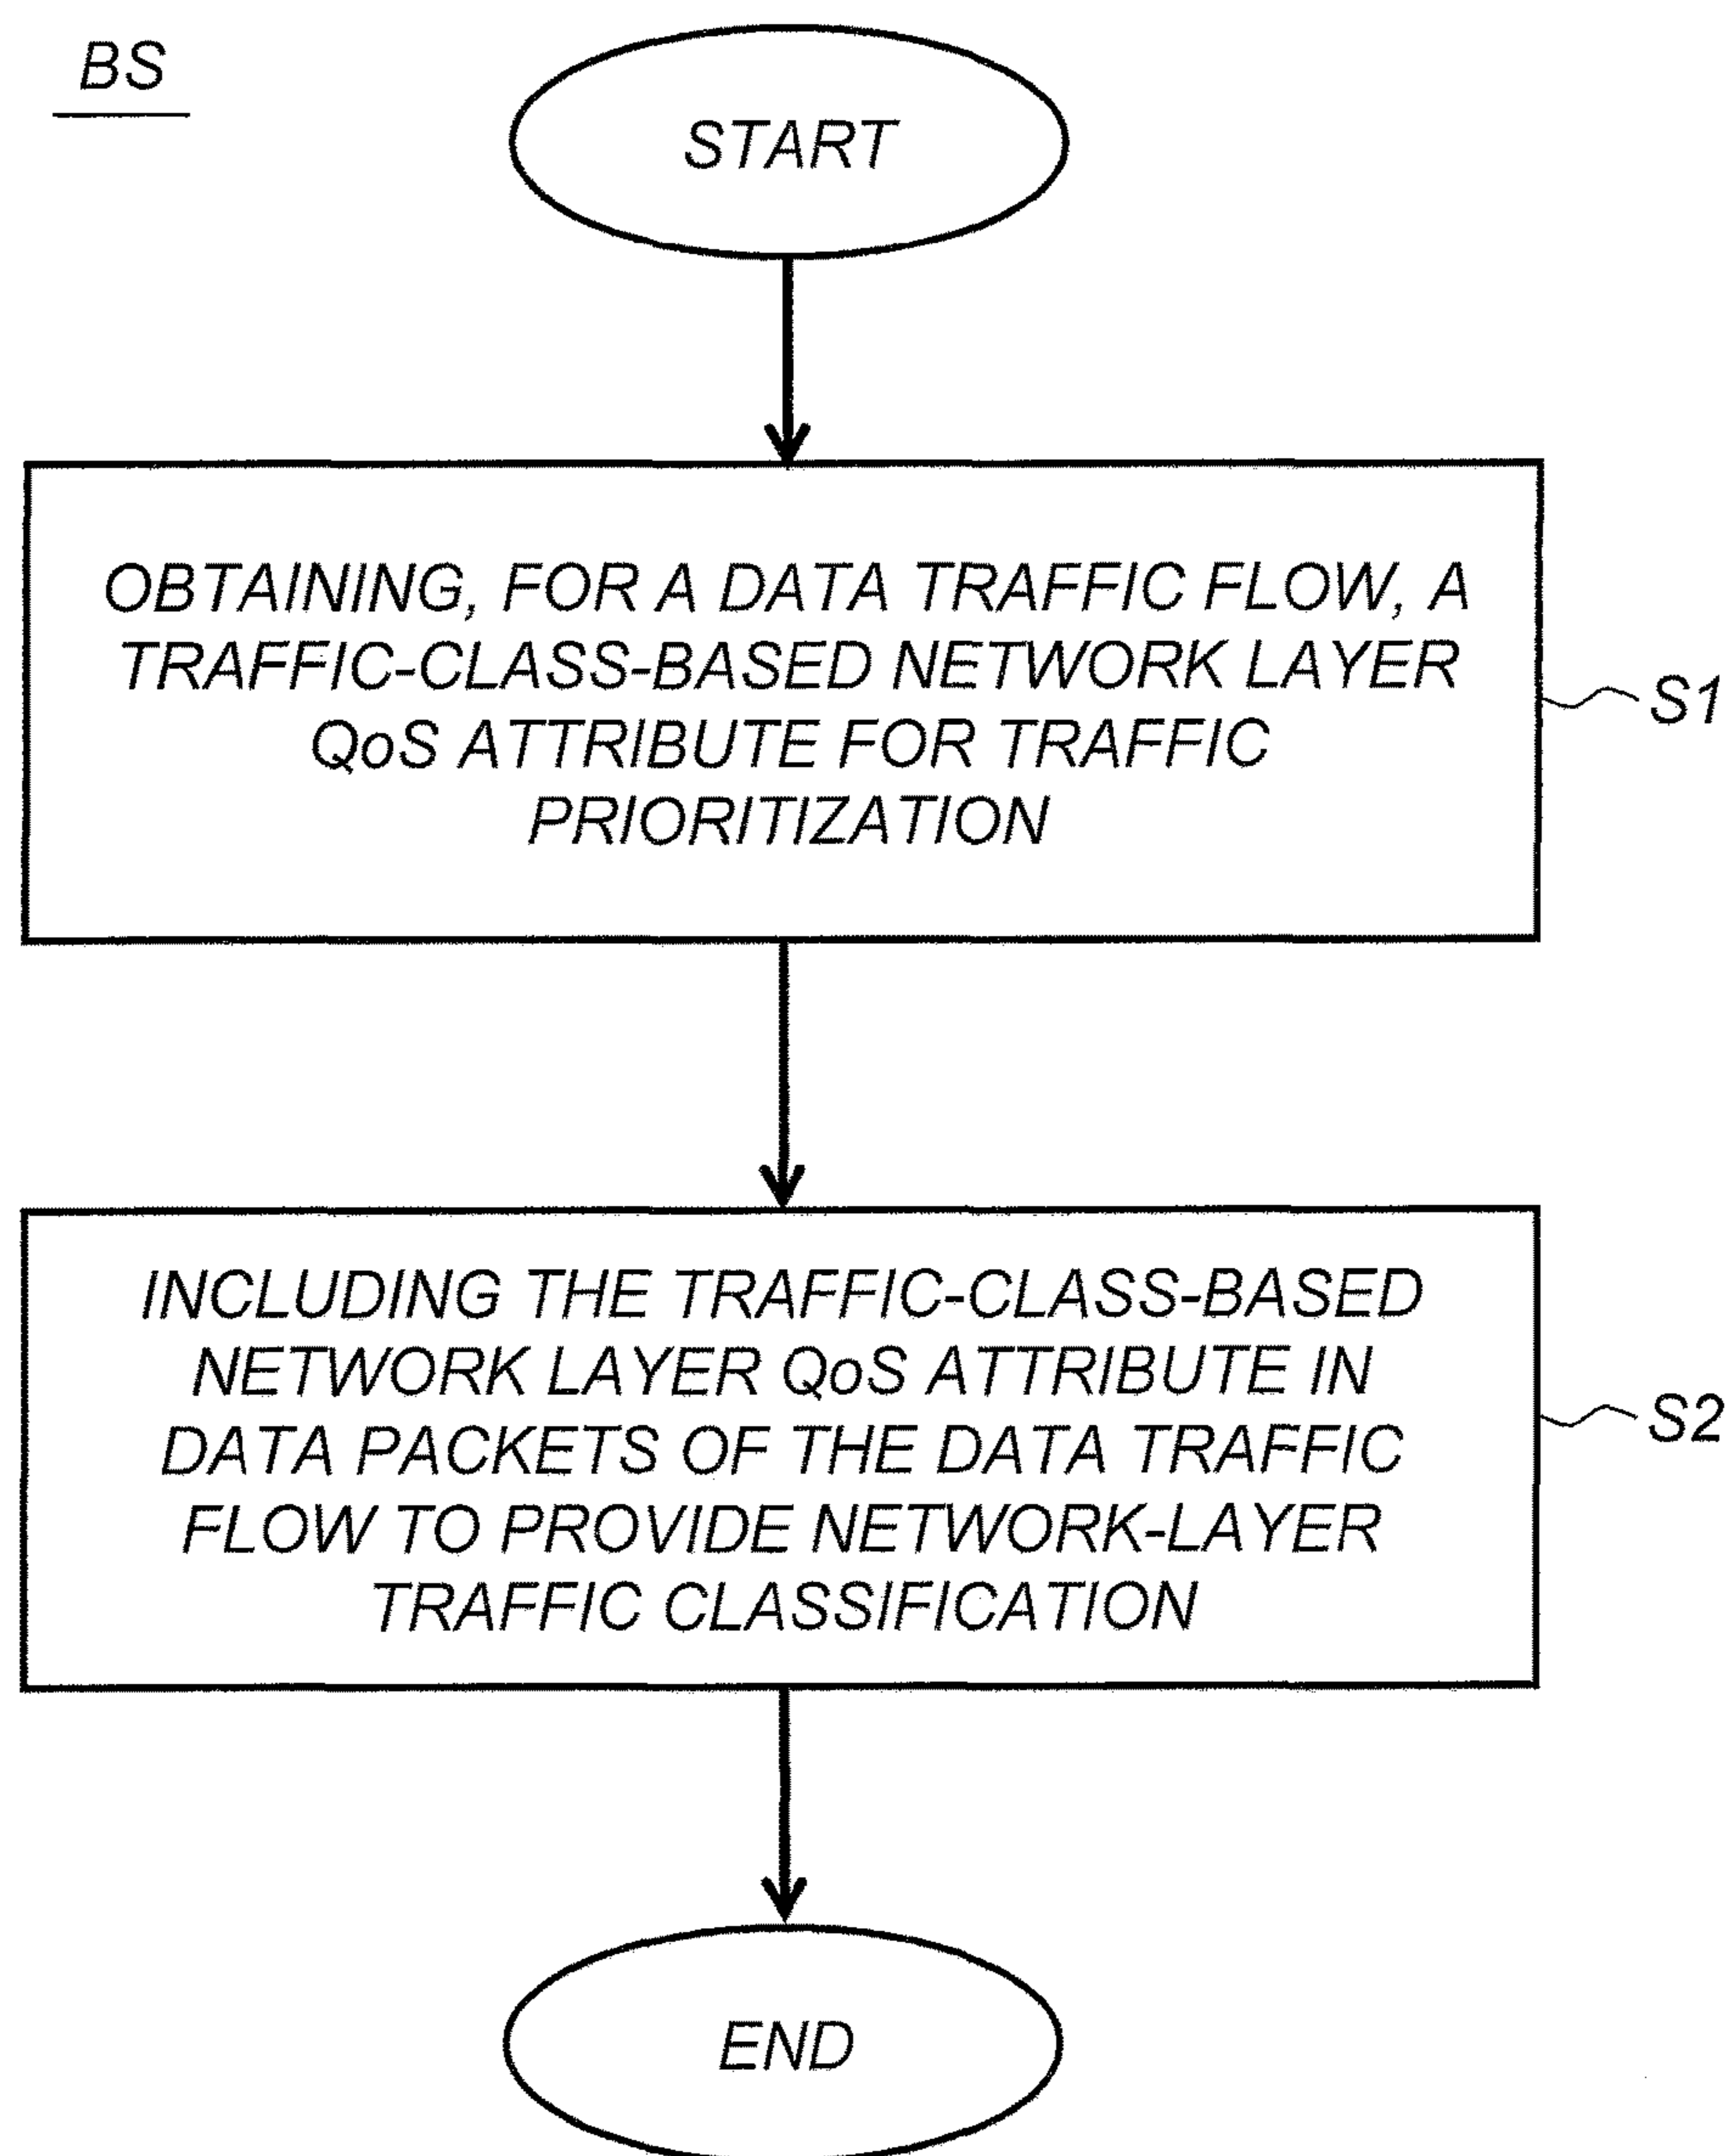 BS
START
OBTAINING, FOR A DATA TRAFFIC FLOW, A
TRAFFIC-CLASS-BASED NETWORK LAYER
QoS ATTRIBUTE FOR TRAFFIC
PRIORITIZATION
S1
INCLUDING THE TRAFFIC-CLASS-BASED
NETWORK LAYER QoS ATTRIBUTE IN
DATA PACKETS OF THE DATA TRAFFIC
FLOW TO PROVIDE NETWORK-LAYER
TRAFFIC CLASSIFICATION
S2
END